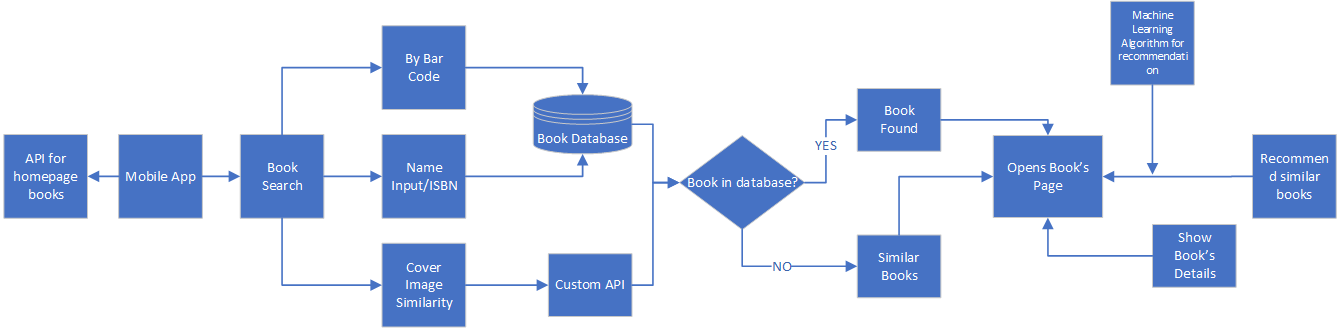 API for
homepage
books
Mobile App
Book
Search
By Bar
Code
Name
Input/ISBN
Cover
Image
Similarity
Book Database
Custom API
Book in database?
YES
NO
Book
Found
Similar
Books
Opens Book's
Page
Machine
Learning
Algorithm for
recommendati
on
Recommen
d similar
books
Show
Book's
Details